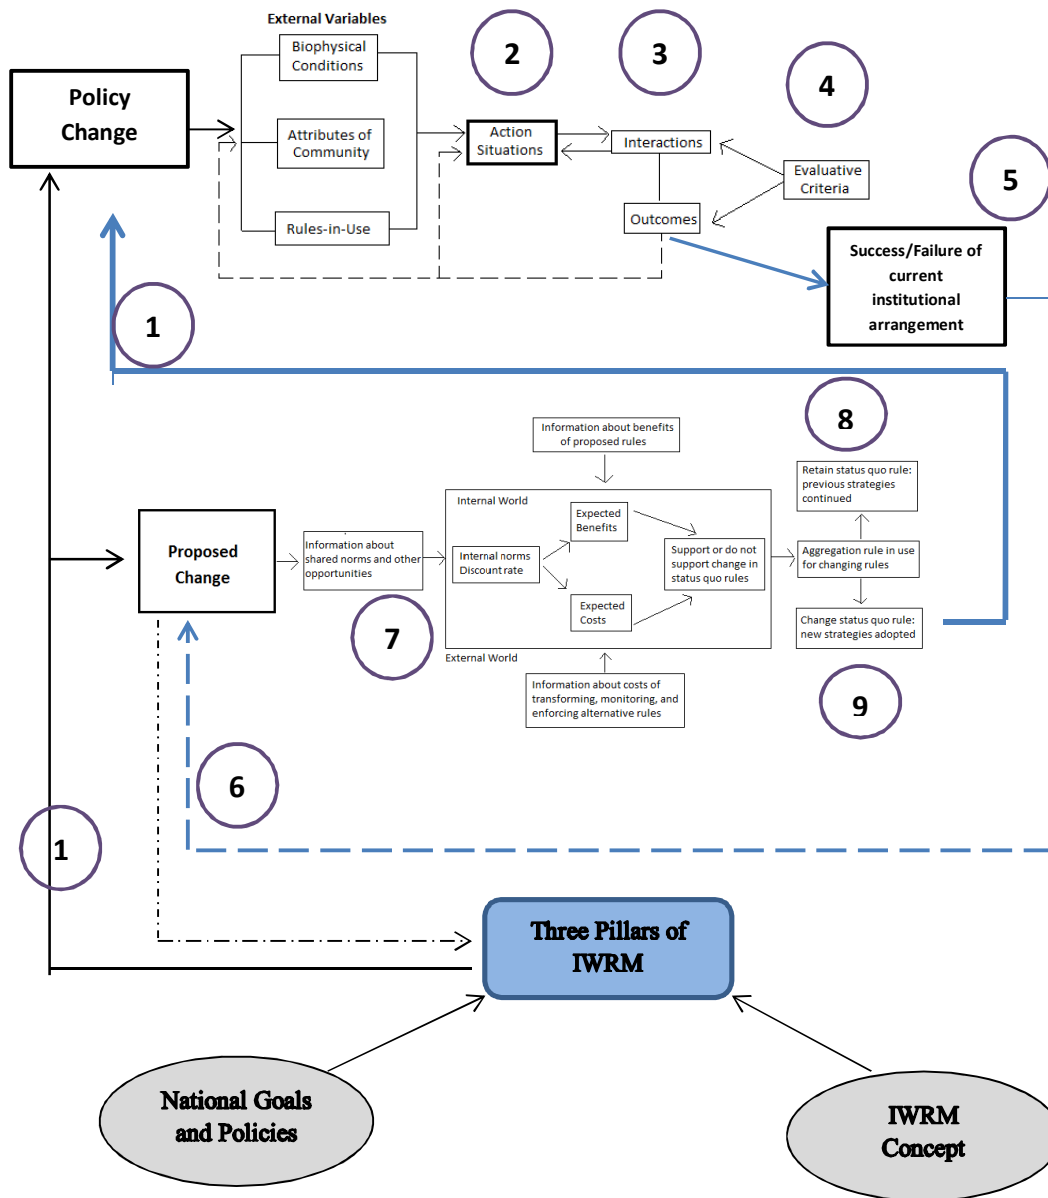 External Variables
Biophysical
Conditions
2
3
4
Policy
Change
Attributes of
Community
Action
Situations
Interactions
Evaluative
Criteria
5
Rules-in-Use
Outcomes
Success/Failure of
current
institutional
arrangement
1
8
Information about benefits
of proposed rules
Retain status quo rule:
previous strategies
continued
Internal World
Expected
Benefits
Proposed
Change
Information about
shared norms and other
opportunities
Internal norms
Discount rate
Support or do not
support change in
status quo rules
Aggregation rule in use
for changing rules
Expected
Costs
Change status quo rule:
new strategies adopted
7
External World
Information about costs of
transforming, monitoring, and
enforcing alternative rules
9
6
1
Three Pillars of
IWRM
National Goals
and Policies
IWRM
Concept